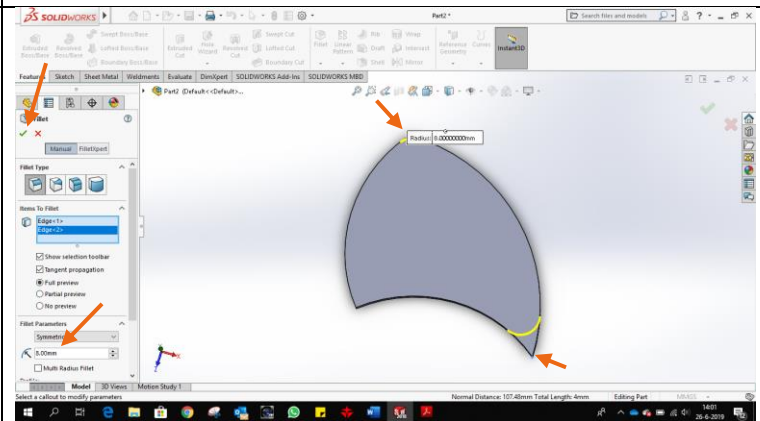 SOLIDWORKS
Part2 *
Search files and models
Extruded Boss/Base
Revolved Boss/Base
Swept Boss/Base
Lofted Boss/Base
Boundary Boss/Base
Extruded Cut
Hole Wizard
Revolved Cut
Swept Cut
Lofted Cut
Boundary Cut
Fillet
Linear Pattern
Rib
Draft
Shell
Wrap
Intersect
Mirror
Reference Geometry
Curves
Instant3D
Features Sketch Sheet Metal Weldments Evaluate DimXpert SOLIDWORKS Add-Ins SOLIDWORKS MBD
Part2 (Default<<Default>...
Fillet
Manual FilletXpert
Fillet Type
Items To Fillet
Edge<1>
Edge<2>
Show selection toolbar
Tangent propagation
Full preview
Partial preview
No preview
Fillet Parameters
Symmetric
8.00mm
Multi Radius Fillet
Radius: 8.00000000mm
Model 3D Views Motion Study 1
Select a callout to modify parameters
Normal Distance: 107.48mm Total Length: 4mm
Editing Part
MMGS
14:01
26-6-2019